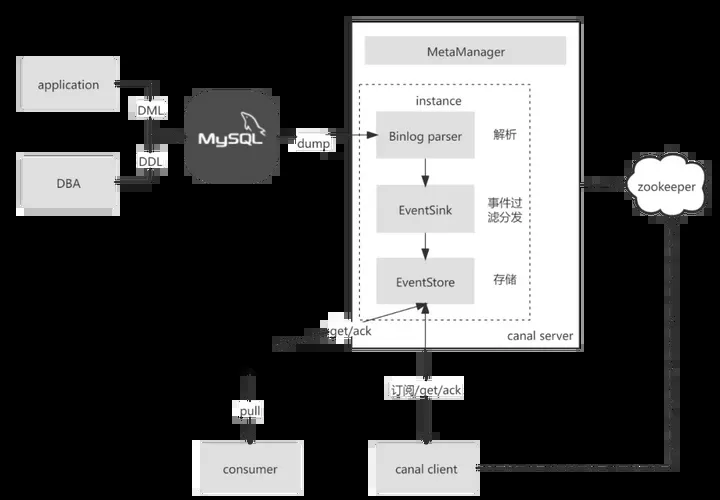 MetaManager
application
instance
DML
MySQL
dump
Binlog parser
解析
DDL
DBA
zookeeper
EventSink
事件过
滤分发
EventStore
存储
get/ack
canal server
订阅/get/ack
pull
consumer
canal client